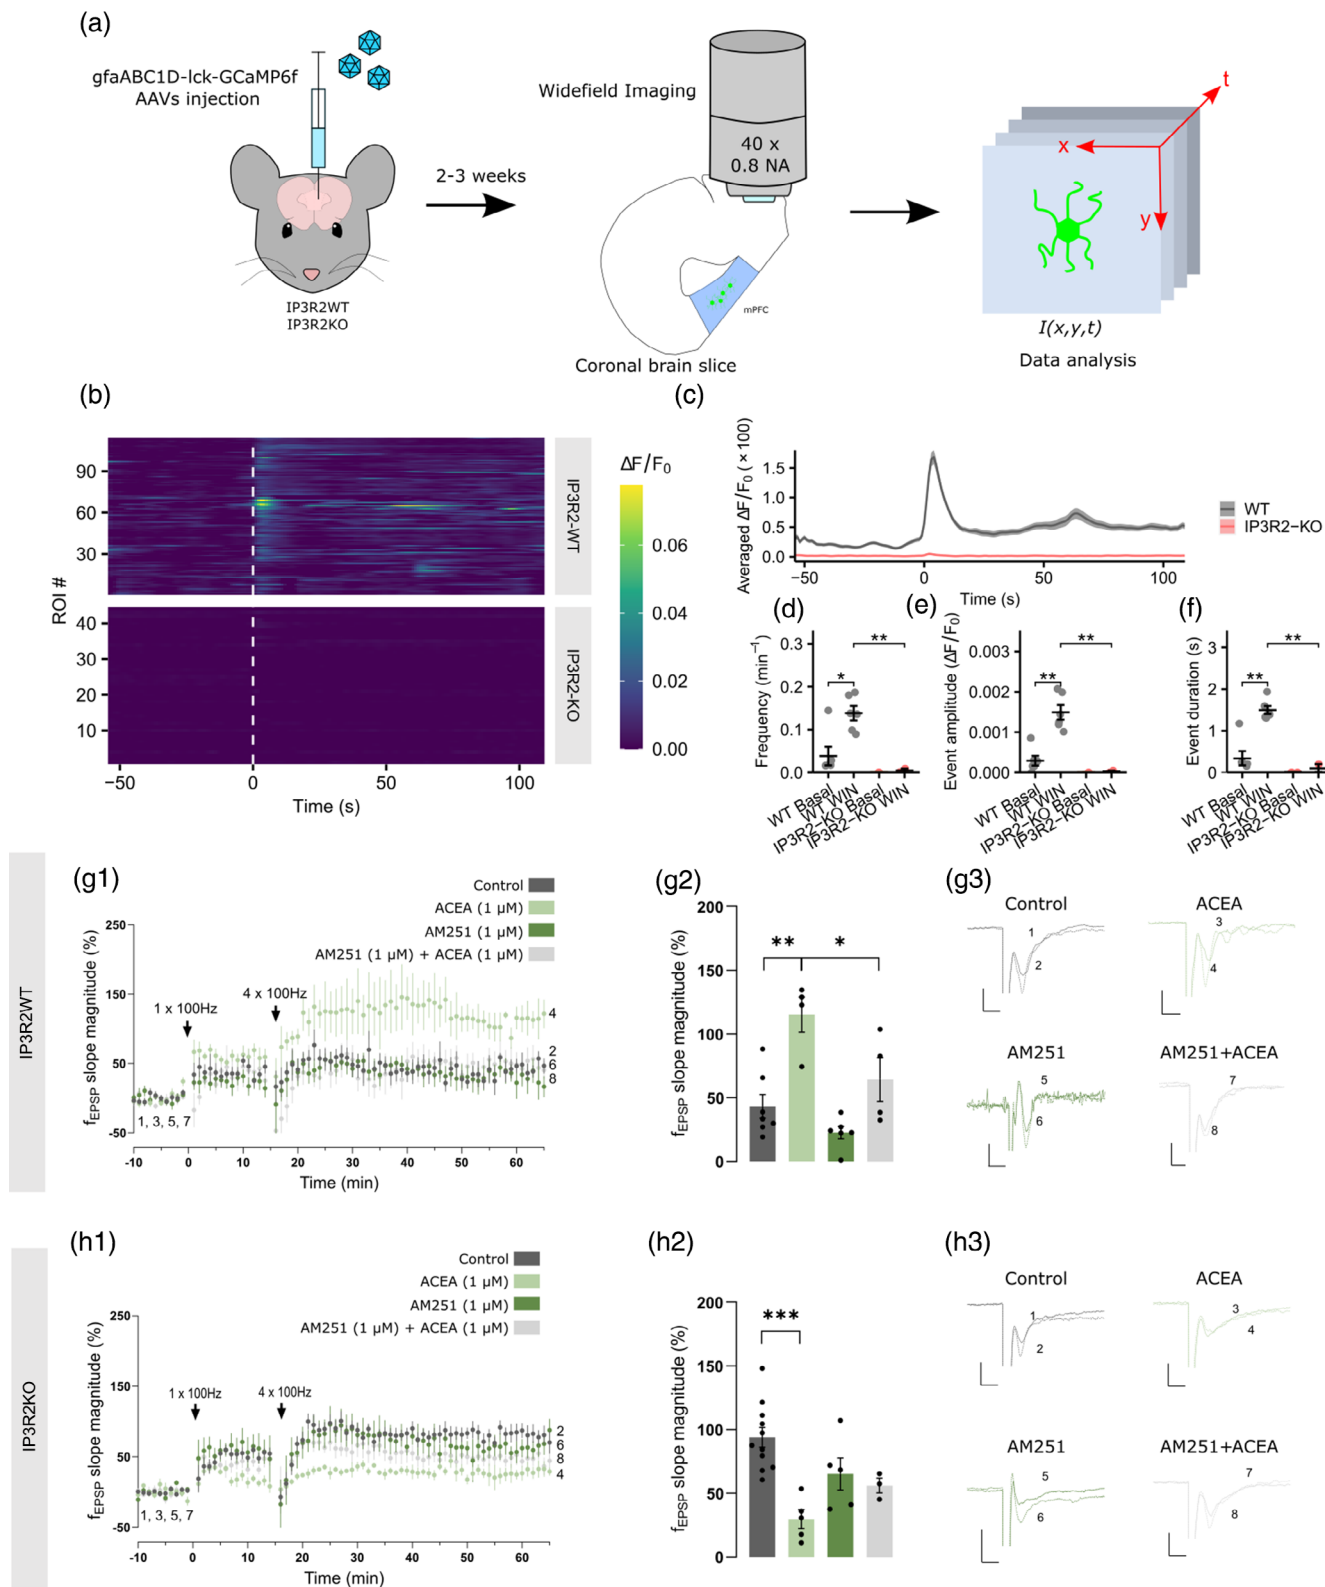 (a)
gfaABC1D-lck-GCaMP6f
AAVs injection
2-3 weeks
IP3R2WT
IP3R2KO
Widefield Imaging
40 x
0.8 NA
mPFC
Coronal brain slice
t
x
y
I(x,y,t)
Data analysis
(b)
ROI #
90
60
30
40
30
20
10
IP3R2-WT
IP3R2-KO
−50
0
50
100
Time (s)
ΔF/F0
0.06
0.04
0.02
0.00
(c)
Averaged ΔF/F0 (×100)
1.5
1.0
0.5
0.0
−50
0
50
100
Time (s)
WT
IP3R2−KO
(d)
Frequency (min−1)
0.3
0.2
0.1
0.0
*
**
WT Basal
WT WIN
IP3R2−KO Basal
IP3R2−KO WIN
(e)
Event amplitude (ΔF/F0)
0.003
0.002
0.001
0.000
**
**
WT Basal
WT WIN
IP3R2−KO Basal
IP3R2−KO WIN
(f)
Event duration (s)
3
2
1
0
**
**
WT Basal
WT WIN
IP3R2−KO Basal
IP3R2−KO WIN
IP3R2WT
(g1)
Control
ACEA (1 μM)
AM251 (1 μM)
AM251 (1 μM) + ACEA (1 μM)
fEPSP slope magnitude (%)
250
150
50
-50
1 x 100Hz
4 x 100Hz
4
2
6
8
1, 3, 5, 7
-10
0
10
20
30
40
50
60
Time (min)
(g2)
fEPSP slope magnitude (%)
200
150
100
50
0
**
*
(g3)
Control
1
2
ACEA
3
4
AM251
5
6
AM251+ACEA
7
8
IP3R2KO
(h1)
Control
ACEA (1 μM)
AM251 (1 μM)
AM251 (1 μM) + ACEA (1 μM)
fEPSP slope magnitude (%)
250
150
50
-50
1 x 100Hz
4 x 100Hz
2
6
8
4
1, 3, 5, 7
-10
0
10
20
30
40
50
60
Time (min)
(h2)
fEPSP slope magnitude (%)
200
150
100
50
0
***
(h3)
Control
1
2
ACEA
3
4
AM251
5
6
AM251+ACEA
7
8